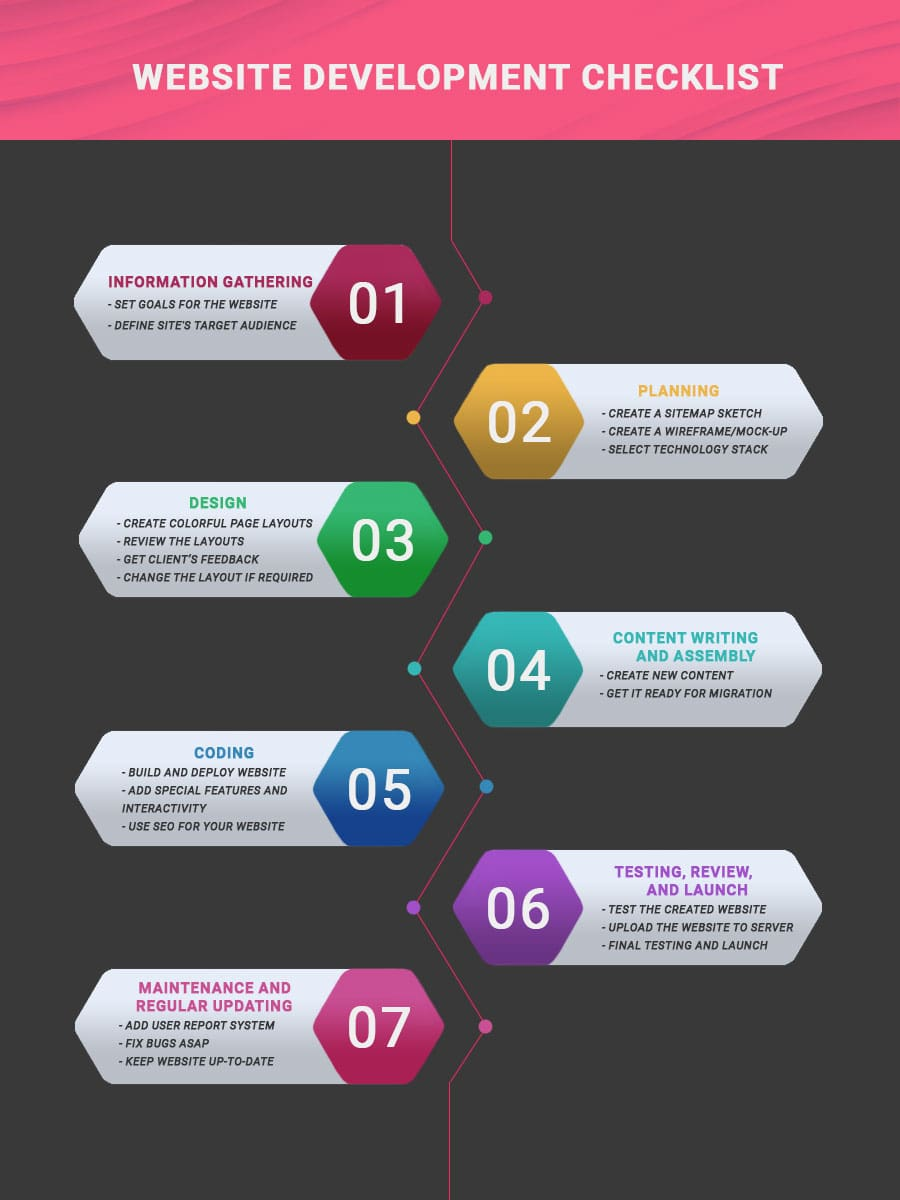 WEBSITE DEVELOPMENT CHECKLIST
INFORMATION GATHERING
- SET GOALS FOR THE WEBSITE
- DEFINE SITE'S TARGET AUDIENCE
01
02
PLANNING
- CREATE A SITEMAP SKETCH
- CREATE A WIREFRAME/MOCK-UP
- SELECT TECHNOLOGY STACK
DESIGN
- CREATE COLORFUL PAGE LAYOUTS
- REVIEW THE LAYOUTS
- GET CLIENT'S FEEDBACK
- CHANGE THE LAYOUT IF REQUIRED
03
04
CONTENT WRITING
AND ASSEMBLY
- CREATE NEW CONTENT
- GET IT READY FOR MIGRATION
CODING
- BUILD AND DEPLOY WEBSITE
- ADD SPECIAL FEATURES AND
INTERACTIVITY
- USE SEO FOR YOUR WEBSITE
05
06
TESTING, REVIEW,
AND LAUNCH
- TEST THE CREATED WEBSITE
- UPLOAD THE WEBSITE TO SERVER
- FINAL TESTING AND LAUNCH
MAINTENANCE AND
REGULAR UPDATING
- ADD USER REPORT SYSTEM
- FIX BUGS ASAP
- KEEP WEBSITE UP-TO-DATE
07